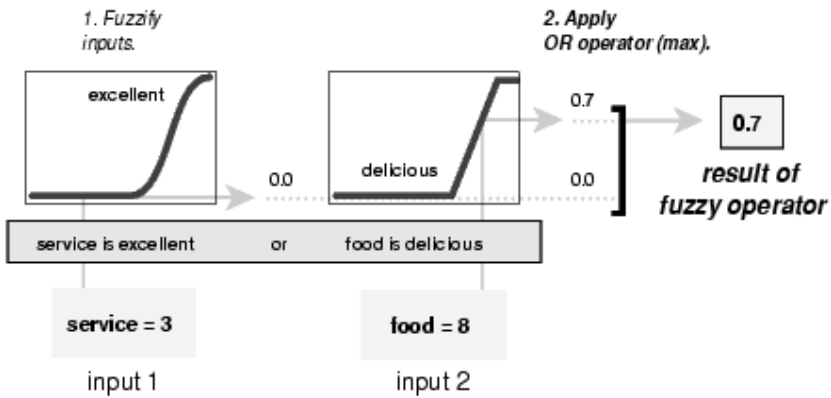 1. Fuzzify
inputs.
2. Apply
OR operator (max).
excellent
0.0
delicious
0.7
0.0
0.7
result of
fuzzy operator
service is excellent or food is delicious
service = 3
food = 8
input 1
input 2